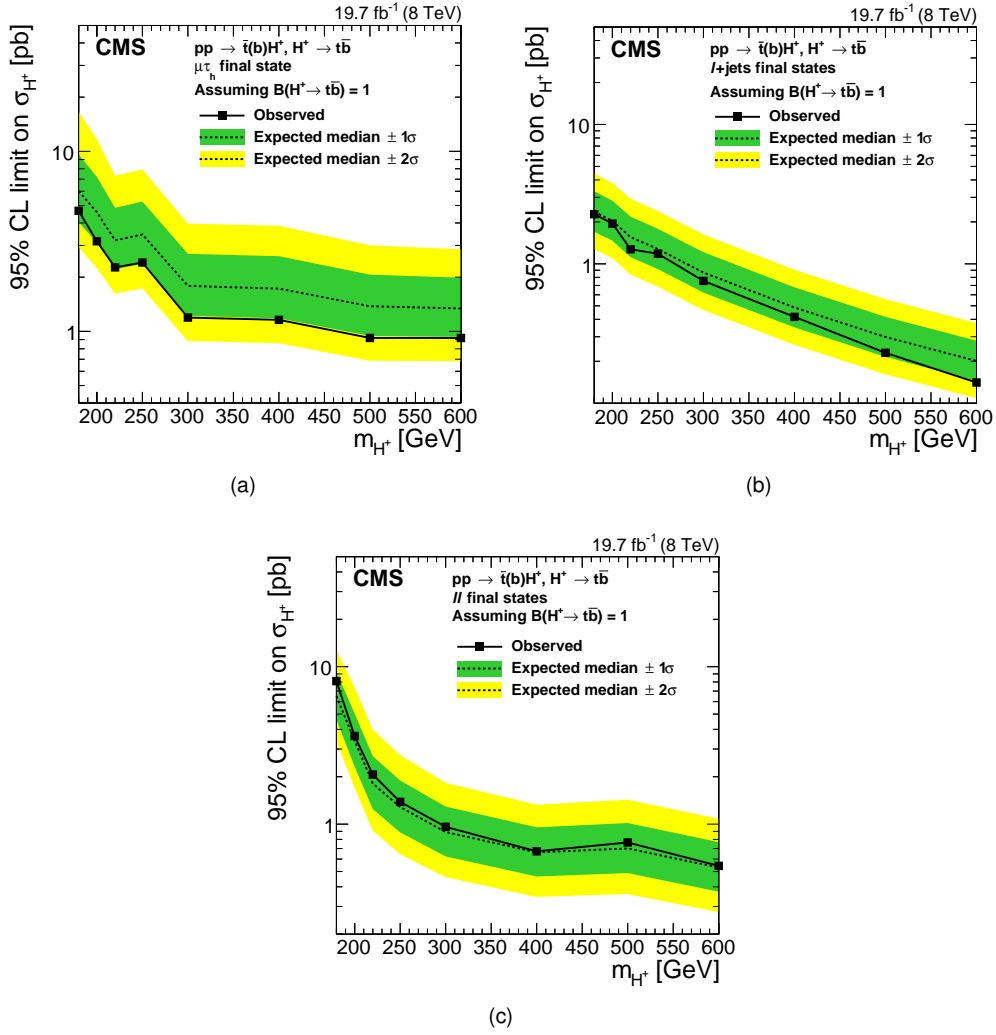 19.7 fb⁻¹ (8 TeV)
CMS
pp → t̄(b)H⁺, H⁺ → tb̄
μτₕ final state
Assuming B(H⁺→ tb̄) = 1
Observed
Expected median ± 1σ
Expected median ± 2σ
95% CL limit on σ_H⁺ [pb]
10
1
200 250 300 350 400 450 500 550 600
m_H⁺ [GeV]
(a)
19.7 fb⁻¹ (8 TeV)
CMS
pp → t̄(b)H⁺, H⁺ → tb̄
l+jets final states
Assuming B(H⁺→ tb̄) = 1
Observed
Expected median ± 1σ
Expected median ± 2σ
95% CL limit on σ_H⁺ [pb]
10
1
200 250 300 350 400 450 500 550 600
m_H⁺ [GeV]
(b)
19.7 fb⁻¹ (8 TeV)
CMS
pp → t̄(b)H⁺, H⁺ → tb̄
ll final states
Assuming B(H⁺→ tb̄) = 1
Observed
Expected median ± 1σ
Expected median ± 2σ
95% CL limit on σ_H⁺ [pb]
10
1
200 250 300 350 400 450 500 550 600
m_H⁺ [GeV]
(c)